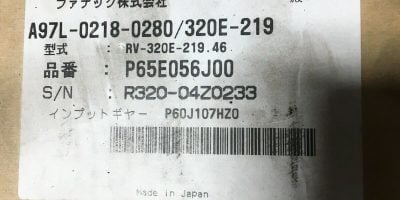 ファナック株式会社
A97L-0218-0280/320E-219
型式 : RV-320E-219.46
品番 : P65E056J00
S/N : R320-04Z0233
インプットギヤー P60J107HZ0
Made in Japan